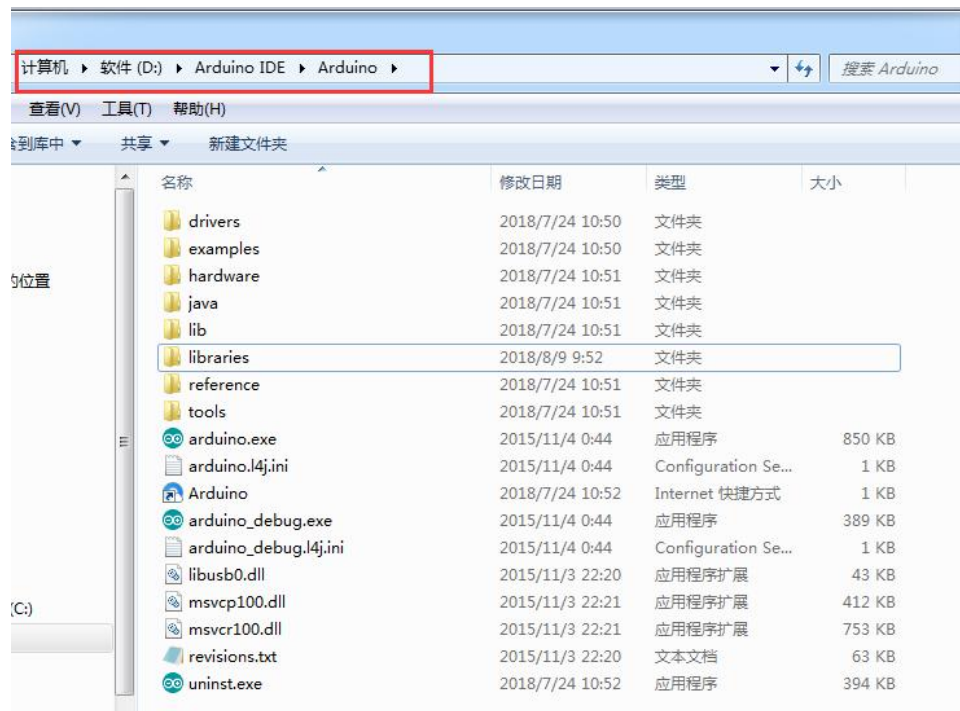 计算机 ▸ 软件 (D:) ▸ Arduino IDE ▸ Arduino ▸ 搜索 Arduino
查看(V) 工具(T) 帮助(H)
到库中 ▼ 共享 ▼ 新建文件夹
名称 修改日期 类型 大小
drivers 2018/7/24 10:50 文件夹
examples 2018/7/24 10:50 文件夹
的位置
hardware 2018/7/24 10:51 文件夹
java 2018/7/24 10:51 文件夹
lib 2018/7/24 10:51 文件夹
libraries 2018/8/9 9:52 文件夹
reference 2018/7/24 10:51 文件夹
tools 2018/7/24 10:51 文件夹
arduino.exe 2015/11/4 0:44 应用程序 850 KB
arduino.l4j.ini 2015/11/4 0:44 Configuration Se... 1 KB
Arduino 2018/7/24 10:52 Internet 快捷方式 1 KB
arduino_debug.exe 2015/11/4 0:44 应用程序 389 KB
arduino_debug.l4j.ini 2015/11/4 0:44 Configuration Se... 1 KB
libusb0.dll 2015/11/3 22:20 应用程序扩展 43 KB
(C:)
msvcp100.dll 2015/11/3 22:21 应用程序扩展 412 KB
msvcr100.dll 2015/11/3 22:21 应用程序扩展 753 KB
revisions.txt 2015/11/3 22:20 文本文档 63 KB
uninst.exe 2018/7/24 10:52 应用程序 394 KB